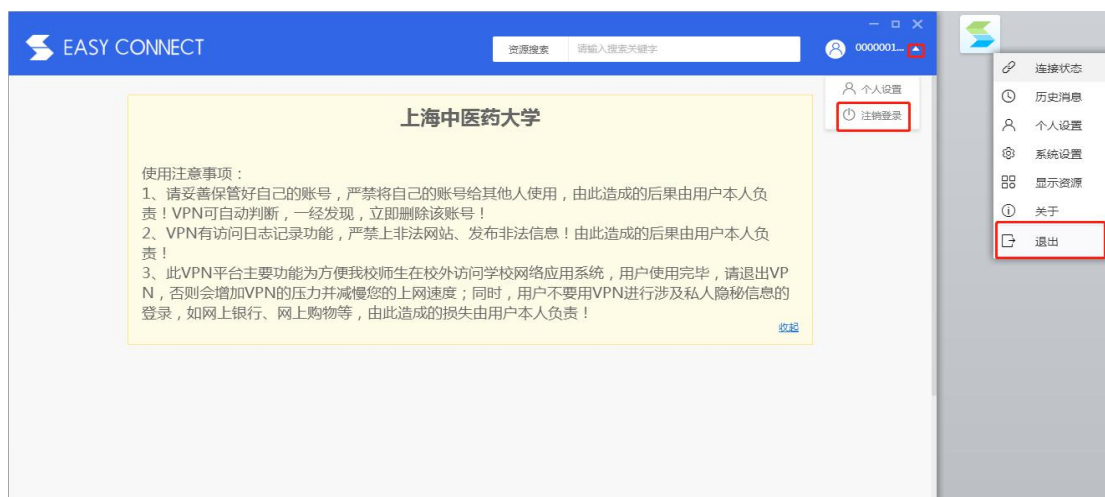 EASY CONNECT
资源搜索 请输入搜索关键字
0000001...
个人设置
注销登录
上海中医药大学
使用注意事项：
1、请妥善保管好自己的账号，严禁将自己的账号给其他人使用，由此造成的后果由用户本人负
责！VPN可自动判断，一经发现，立即删除该账号！
2、VPN有访问日志记录功能，严禁上非法网站、发布非法信息！由此造成的后果由用户本人负
责！
3、此VPN平台主要功能为方便我校师生在校外访问学校网络应用系统，用户使用完毕，请退出VP
N，否则会增加VPN的压力并减慢您的上网速度；同时，用户不要用VPN进行涉及私人隐秘信息的
登录，如网上银行、网上购物等，由此造成的损失由用户本人负责！
收起
连接状态
历史消息
个人设置
系统设置
显示资源
关于
退出